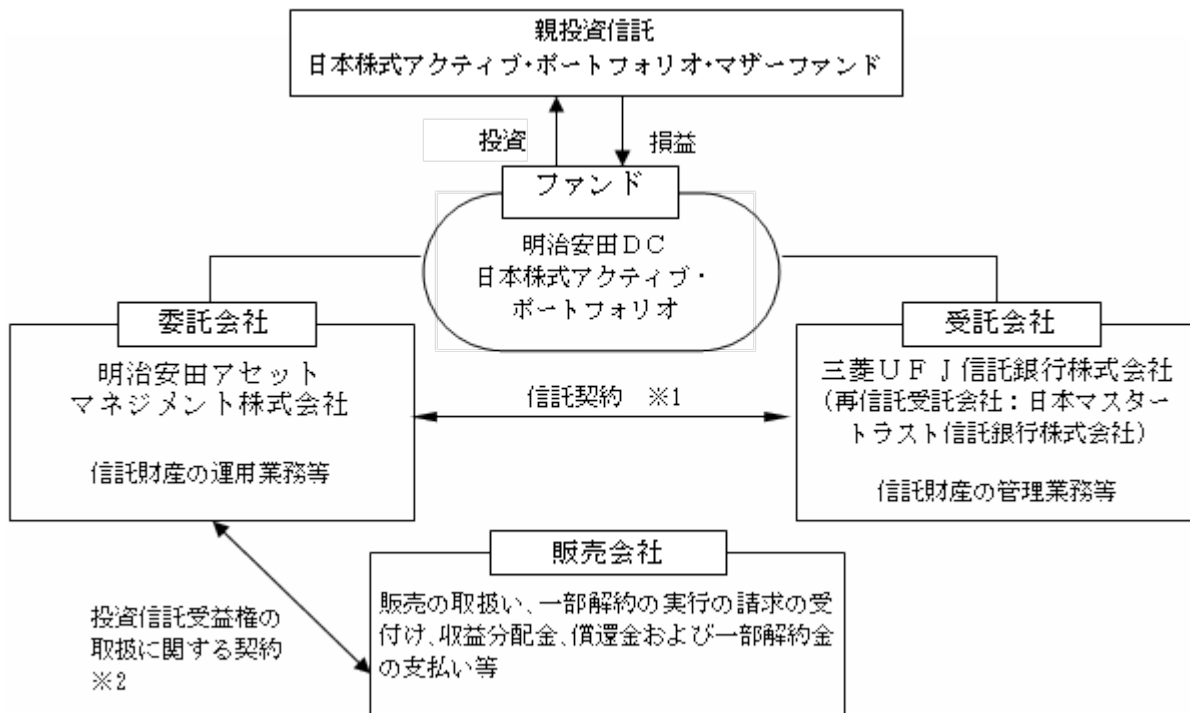 親投資信託
日本株式アクティブ・ポートフォリオ・マザーファンド
投資
損益
ファンド
明治安田DC
日本株式アクティブ・
ポートフォリオ
委託会社
明治安田アセット
マネジメント株式会社
信託財産の運用業務等
信託契約 ※1
受託会社
三菱UFJ信託銀行株式会社
(再信託受託会社:日本マスター
トラスト信託銀行株式会社)
信託財産の管理業務等
販売会社
販売の取扱い、一部解約の実行の請求の受
付け、収益分配金、償還金および一部解約金
の支払い等
投資信託受益権の
取扱に関する契約
※2